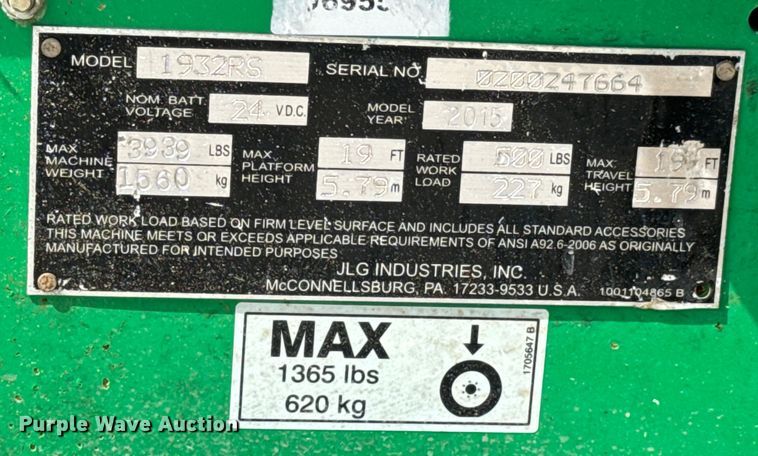 MODEL 1932RS SERIAL NO. 0200247664
NOM. BATT. VOLTAGE 24 V.D.C. MODEL YEAR 2015
MAX MACHINE WEIGHT 3939 LBS 1560 kg MAX. PLATFORM HEIGHT 19 FT 5.79 m RATED WORK LOAD 500 LBS 227 kg MAX. TRAVEL HEIGHT 19 FT 5.79 m
RATED WORK LOAD BASED ON FIRM LEVEL SURFACE AND INCLUDES ALL STANDARD ACCESSORIES
THIS MACHINE MEETS OR EXCEEDS APPLICABLE REQUIREMENTS OF ANSI A92.6-2006 AS ORIGINALLY
MANUFACTURED FOR INTENDED PURPOSES
JLG INDUSTRIES, INC.
McCONNELLSBURG, PA. 17233-9533 U.S.A. 1001104865 B
MAX
1365 lbs
620 kg
1705647 B
Purple Wave Auction